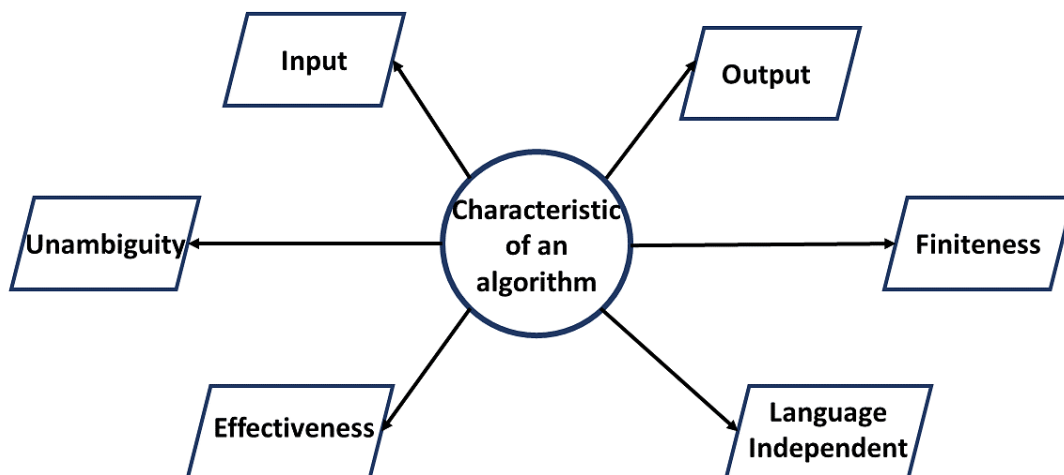 Input
Output
Characteristic
of an
algorithm
Unambiguity
Finiteness
Effectiveness
Language
Independent